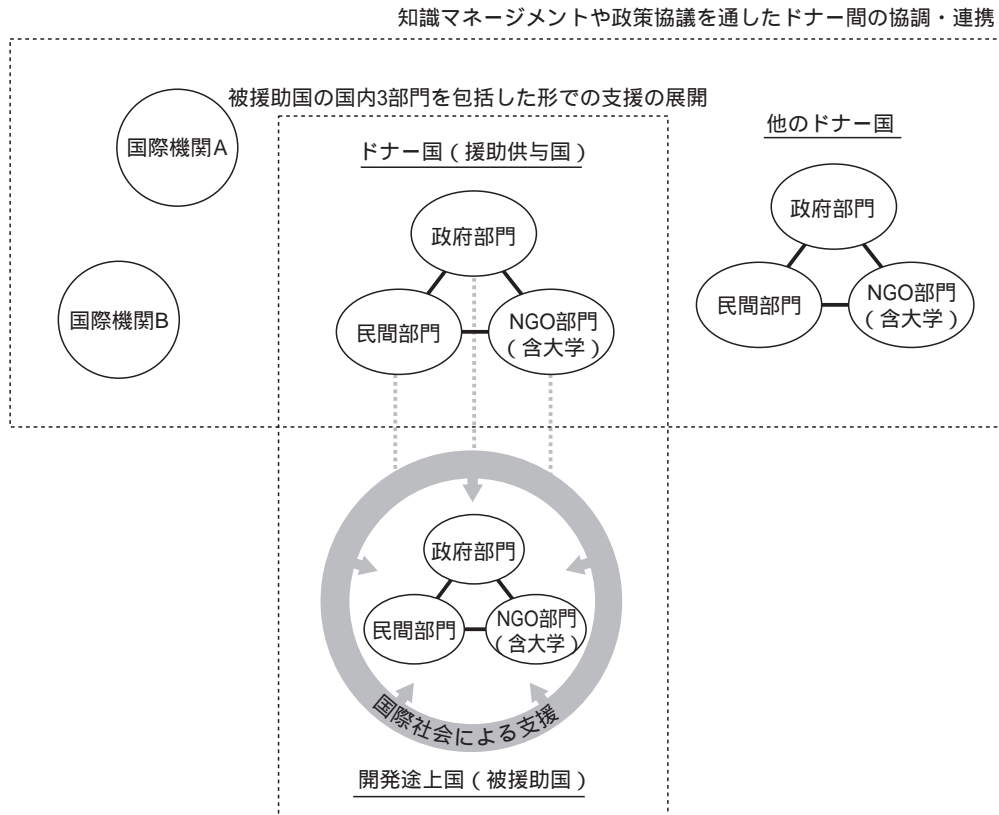 知識マネージメントや政策協議を通したドナー間の協調・連携
被援助国の国内3部門を包括した形での支援の展開
国際機関A
国際機関B
ドナー国(援助供与国)
政府部門
民間部門
NGO部門
(含大学)
他のドナー国
政府部門
民間部門
NGO部門
(含大学)
政府部門
民間部門
NGO部門
(含大学)
国際社会による支援
開発途上国(被援助国)